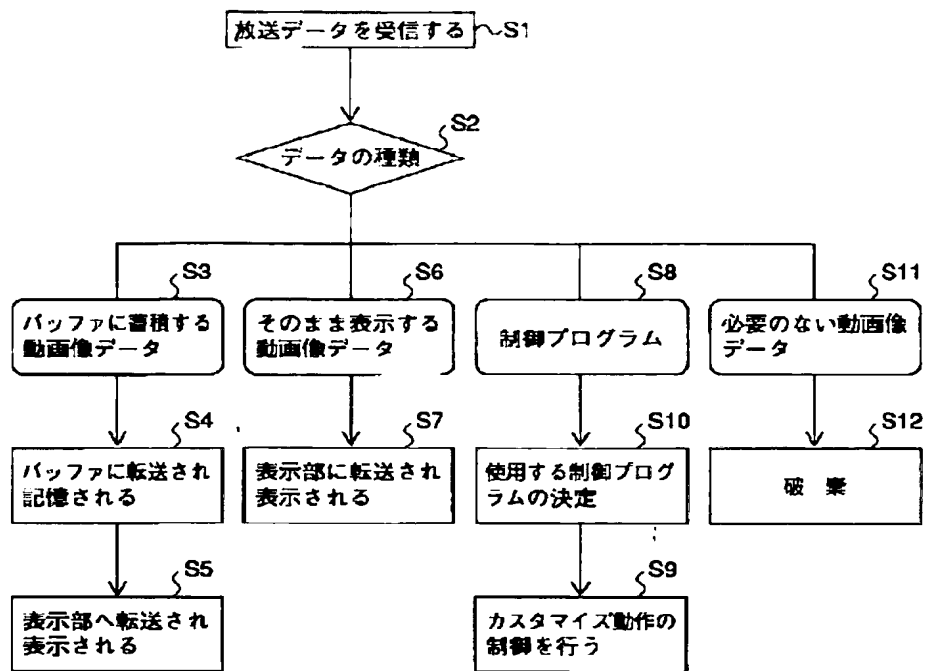 放送データを受信する
S1
S2
データの種類
S3
S6
S8
S11
バッファに蓄積する
動画像データ
そのまま表示する
動画像データ
制御プログラム
必要のない動画像
データ
S4
S7
S10
S12
バッファに転送され
記憶される
表示部に転送され
表示される
使用する制御プログ
ラムの決定
破 棄
S5
S9
表示部へ転送され
表示される
カスタマイズ動作の
制御を行う